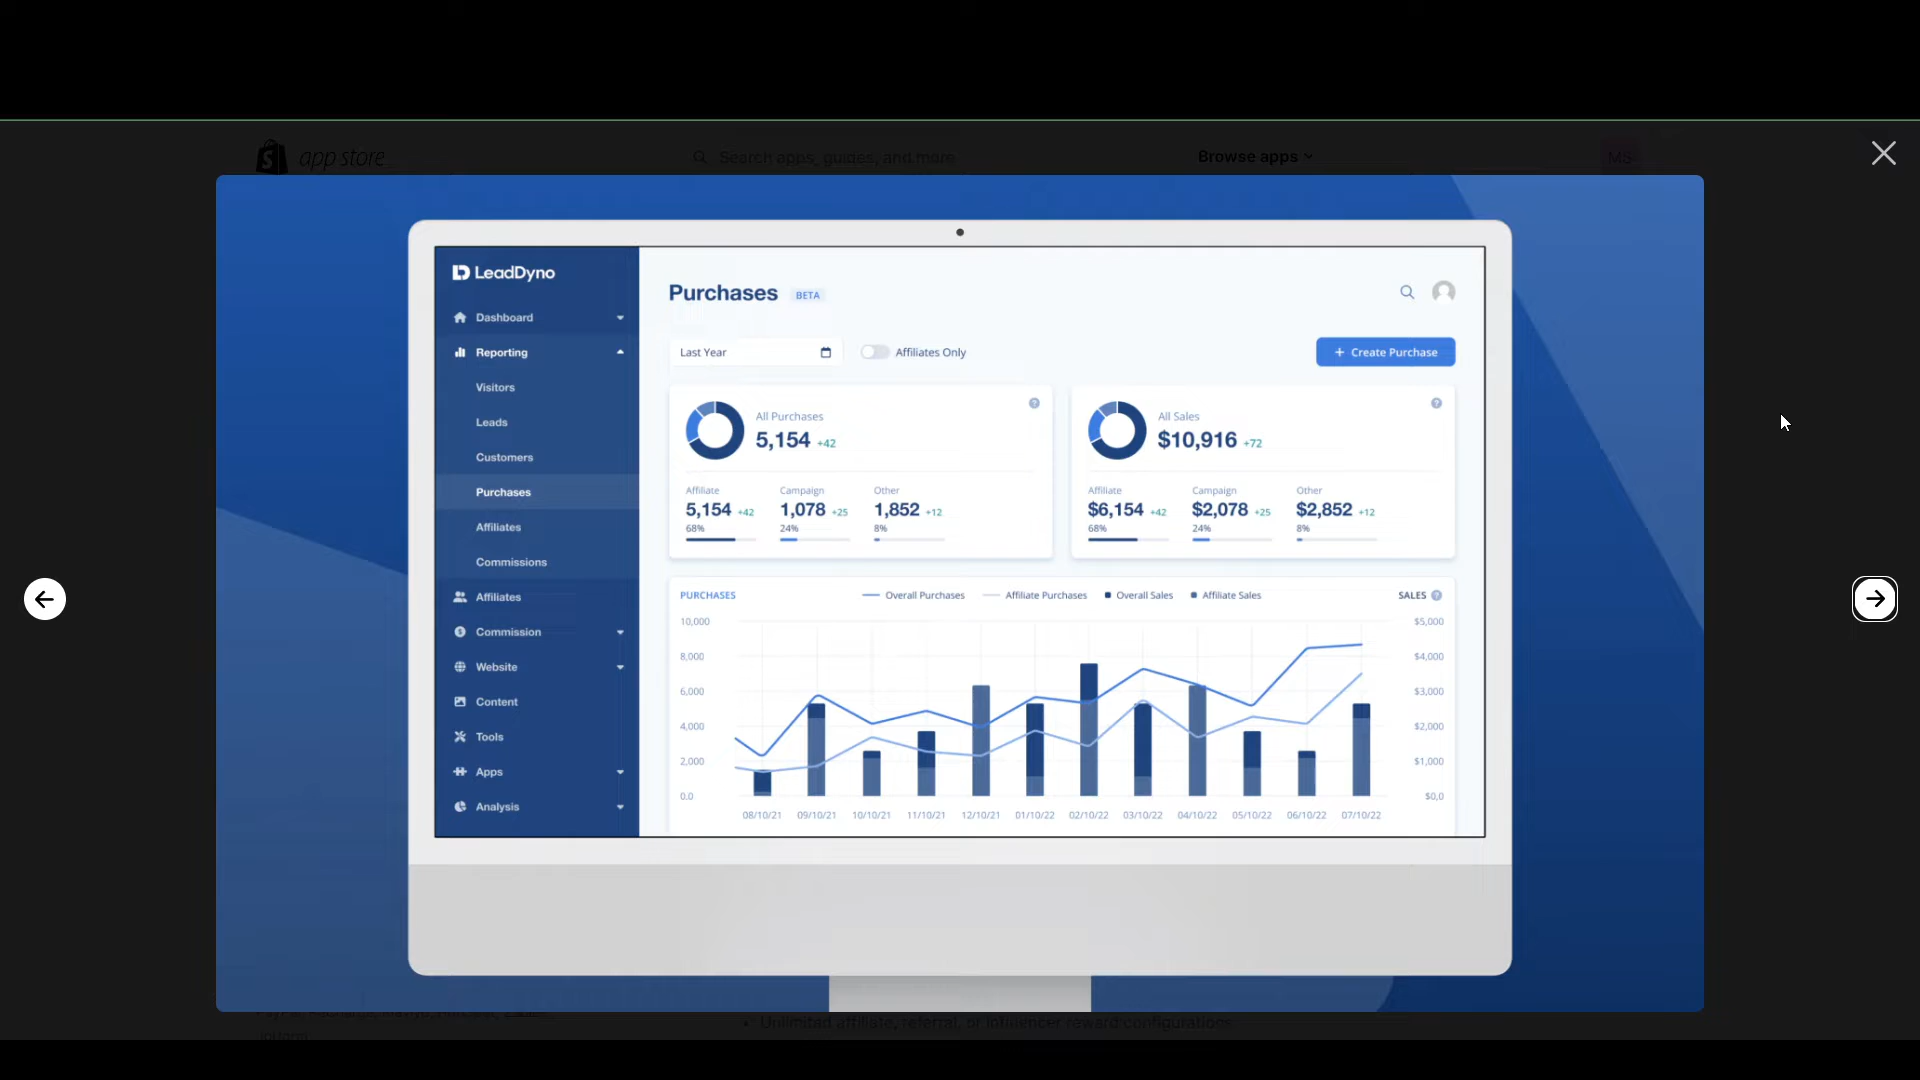 app store
Search apps, guides, and more
Browse apps
MS
LeadDyno
Dashboard
Reporting
Visitors
Leads
Customers
Purchases
Affiliates
Commissions
Affiliates
Commission
Website
Content
Tools
Apps
Analysis
Purchases BETA
Last Year
Affiliates Only
+ Create Purchase
All Purchases
5,154 +42
Affiliate Campaign Other
5,154 +42 1,078 +25 1,852 +12
68% 24% 8%
All Sales
$10,916 +72
Affiliate Campaign Other
$6,154 +42 $2,078 +25 $2,852 +12
68% 24% 8%
PURCHASES Overall Purchases Affiliate Purchases Overall Sales Affiliate Sales SALES
10,000 $5,000
8,000 $4,000
6,000 $3,000
4,000 $2,000
2,000 $1,000
0.0 $0,0
08/10/21 09/10/21 10/10/21 11/10/21 12/10/21 01/10/22 02/10/22 03/10/22 04/10/22 05/10/22 06/10/22 07/10/22
Unlimited affiliate, referral, or influencer reward configurations